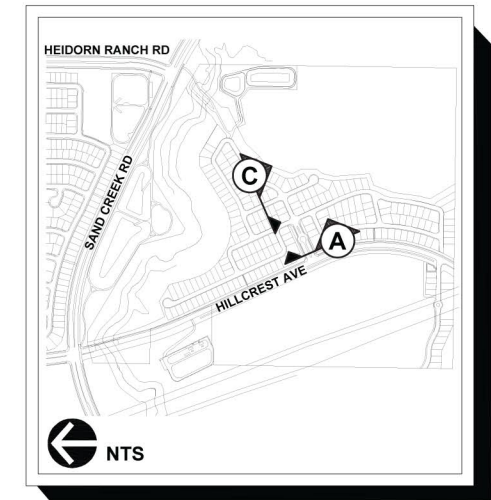 HEIDORN RANCH RD
SAND CREEK RD
C
A
HILLCREST AVE
NTS